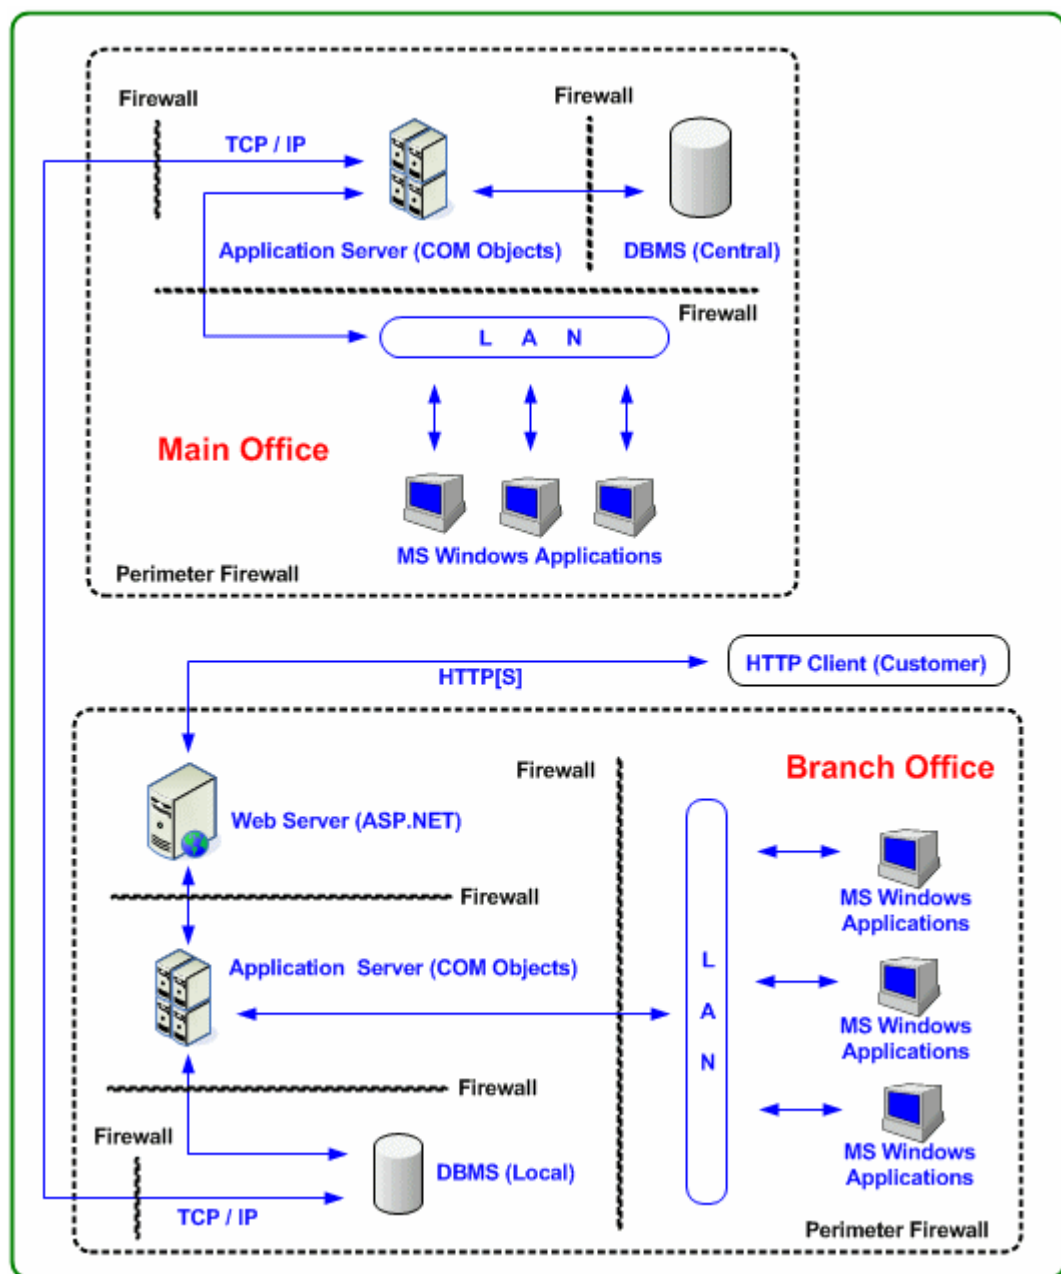 Firewall
Firewall
TCP / IP
Application Server (COM Objects)
DBMS (Central)
Firewall
L A N
Main Office
MS Windows Applications
Perimeter Firewall
HTTP[S]
HTTP Client (Customer)
Branch Office
Firewall
Web Server (ASP.NET)
Firewall
MS Windows
Applications
Application Server (COM Objects)
L
A
N
MS Windows
Applications
Firewall
Firewall
DBMS (Local)
MS Windows
Applications
TCP / IP
Perimeter Firewall